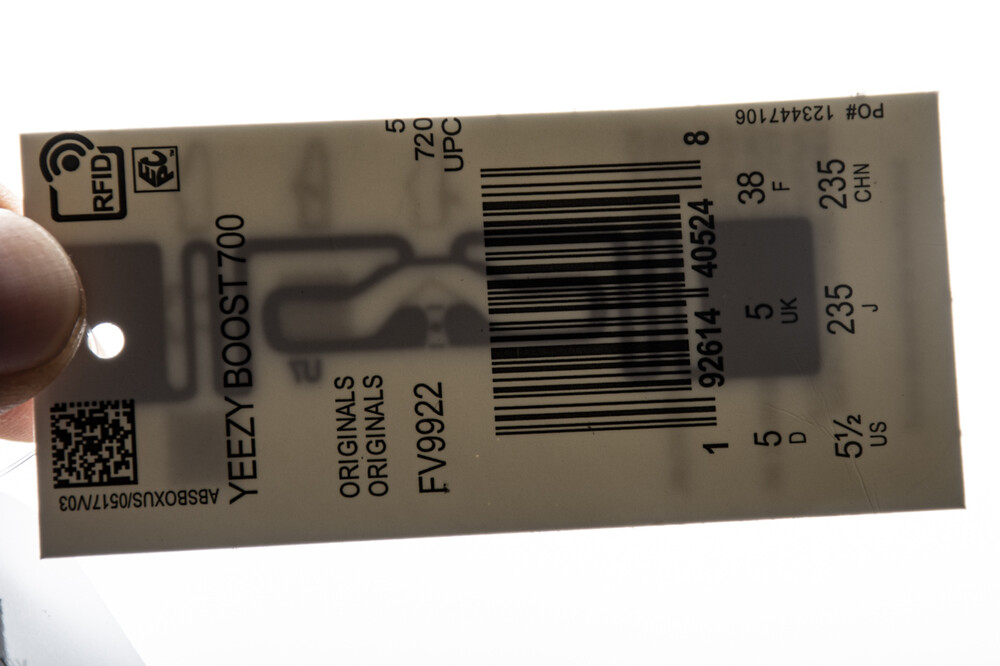 RFID
EC
YEEZY BOOST 700
ORIGINALS
ORIGINALS
FV9922
5
720
UPC
1 92614 40524 8
5 D
5 UK
38 F
5½ US
235 J
235 CHN
PO# 123447106
ABSBOXUS/0517/V03